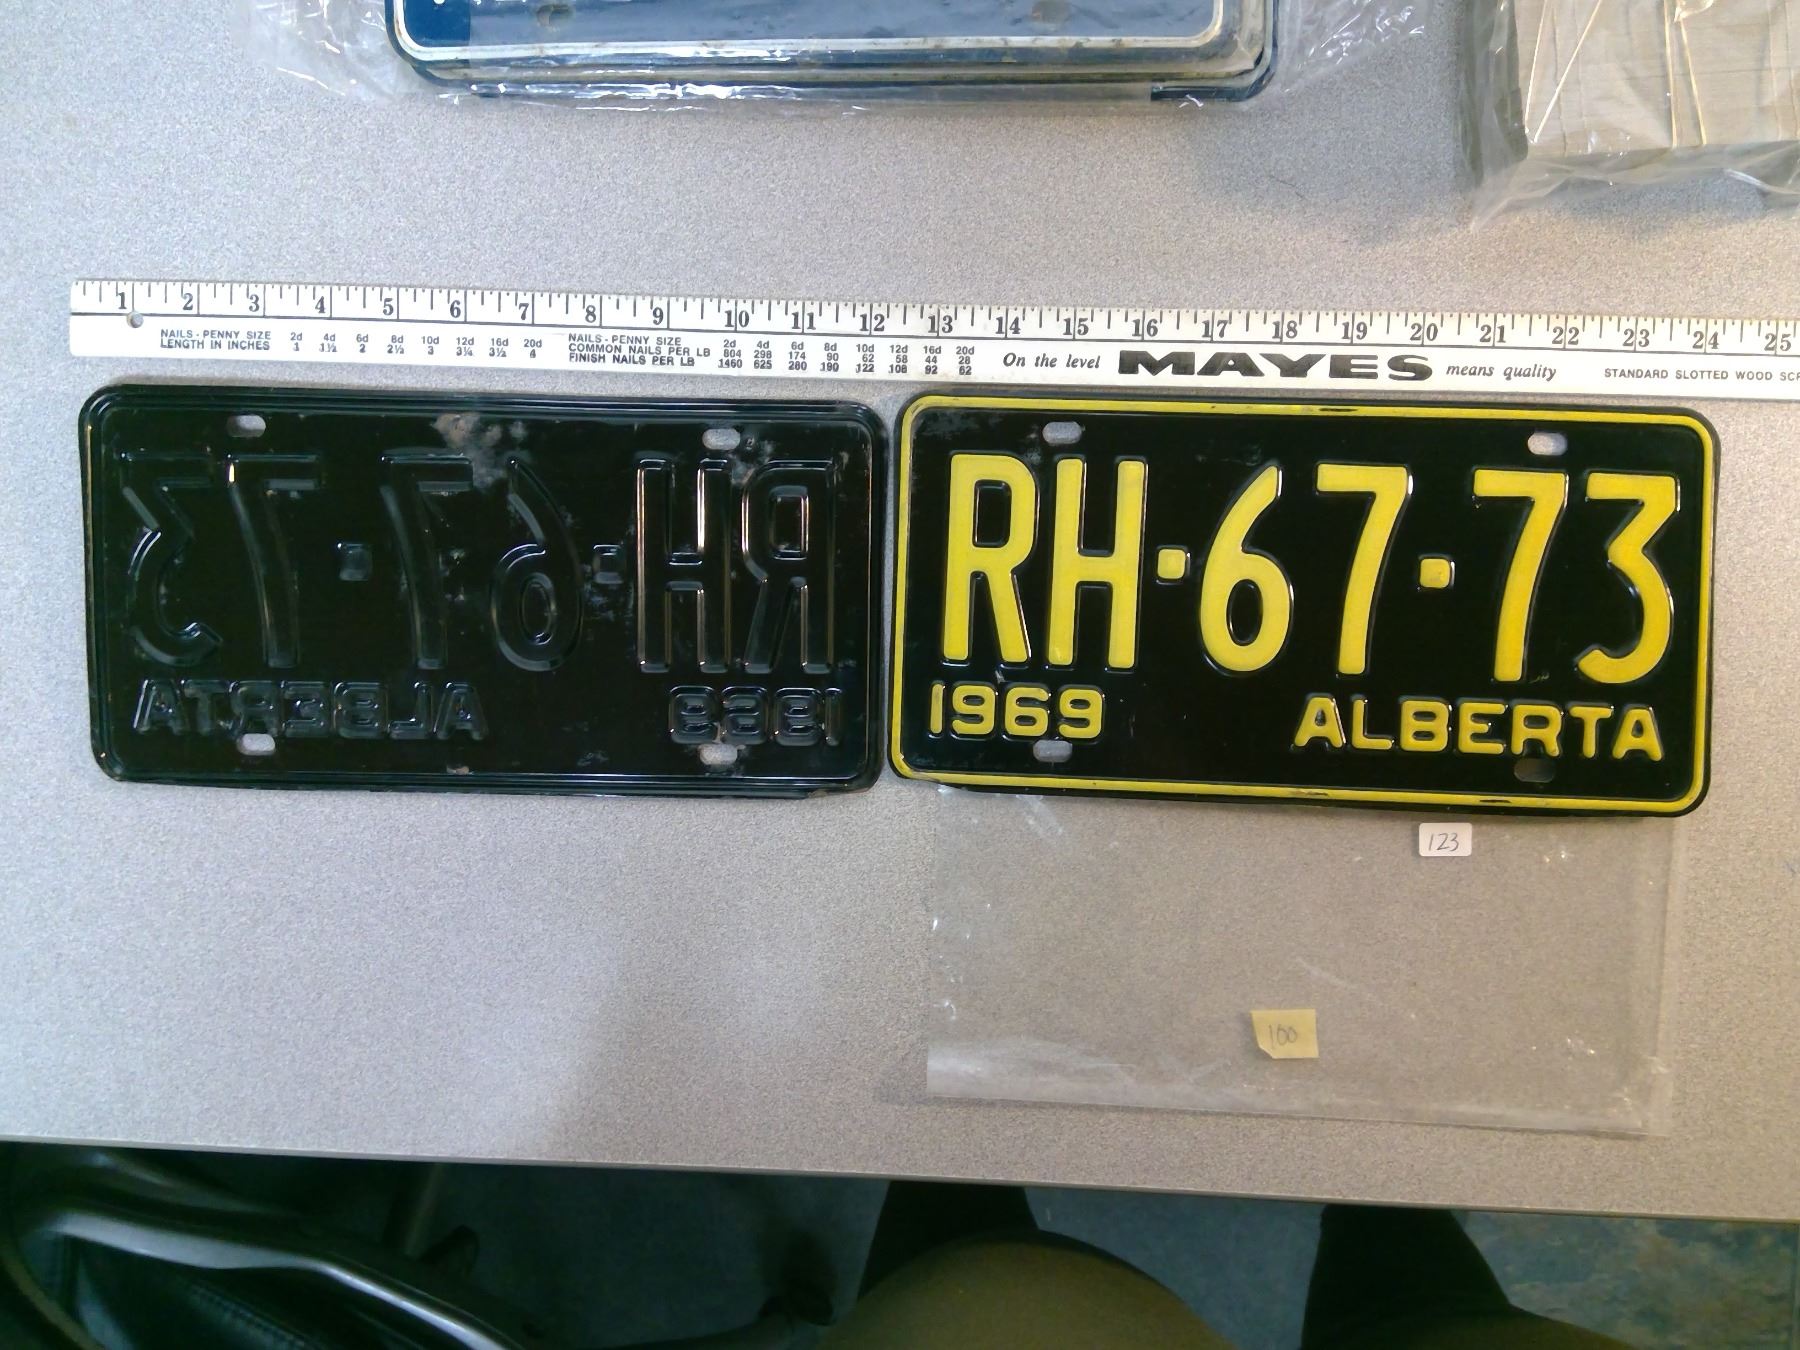 1 2 3 4 5 6 7 8 9 10 11 12 13 14 15 16 17 18 19 20 21 22 23 24 25
NAILS - PENNY SIZE 2d 4d 6d 8d 10d 12d 16d 20d
LENGTH IN INCHES 1 1½ 2 2½ 3 3¼ 3½ 4
NAILS - PENNY SIZE 2d 4d 6d 8d 10d 12d 16d 20d
COMMON NAILS PER LB 804 298 174 90 62 58 44 28
FINISH NAILS PER LB 1460 625 280 190 122 108 92 62
On the level MAYES means quality
STANDARD SLOTTED WOOD SCR
RH·67·73
1969 ALBERTA
RH·67·73
1969 ALBERTA
123
100